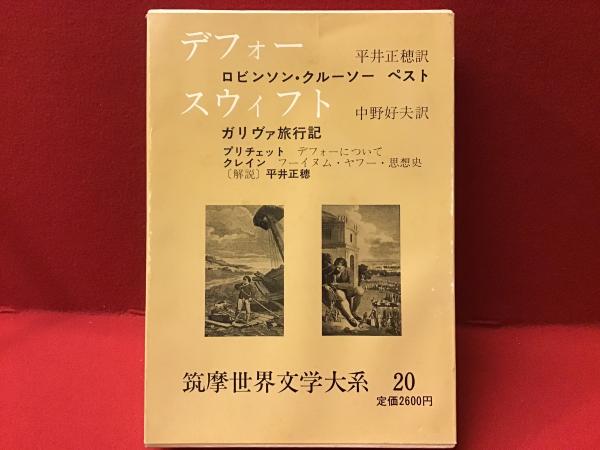 デフォー 平井正穂訳
ロビンソン・クルーソー ペスト
スウィフト 中野好夫訳
ガリヴァ旅行記
プリチェット デフォーについて
クレイン フーイヌム・ヤフー・思想史
〔解説〕平井正穂
筑摩世界文学大系 20
定価2600円